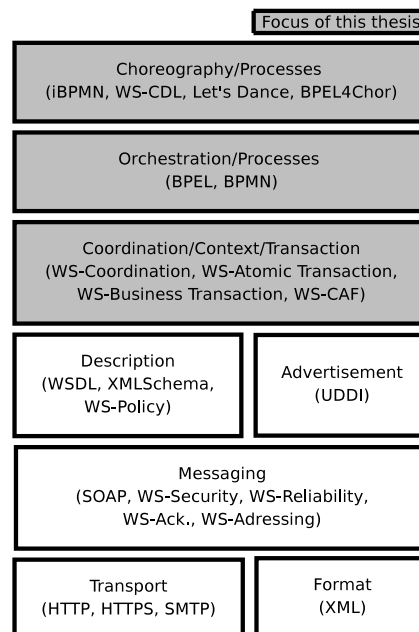 Focus of this thesis
Choreography/Processes
(iBPMN, WS-CDL, Let's Dance, BPEL4Chor)
Orchestration/Processes
(BPEL, BPMN)
Coordination/Context/Transaction
(WS-Coordination, WS-Atomic Transaction,
WS-Business Transaction, WS-CAF)
Description
(WSDL, XMLSchema,
WS-Policy)
Advertisement
(UDDI)
Messaging
(SOAP, WS-Security, WS-Reliability,
WS-Ack., WS-Adressing)
Transport
(HTTP, HTTPS, SMTP)
Format
(XML)